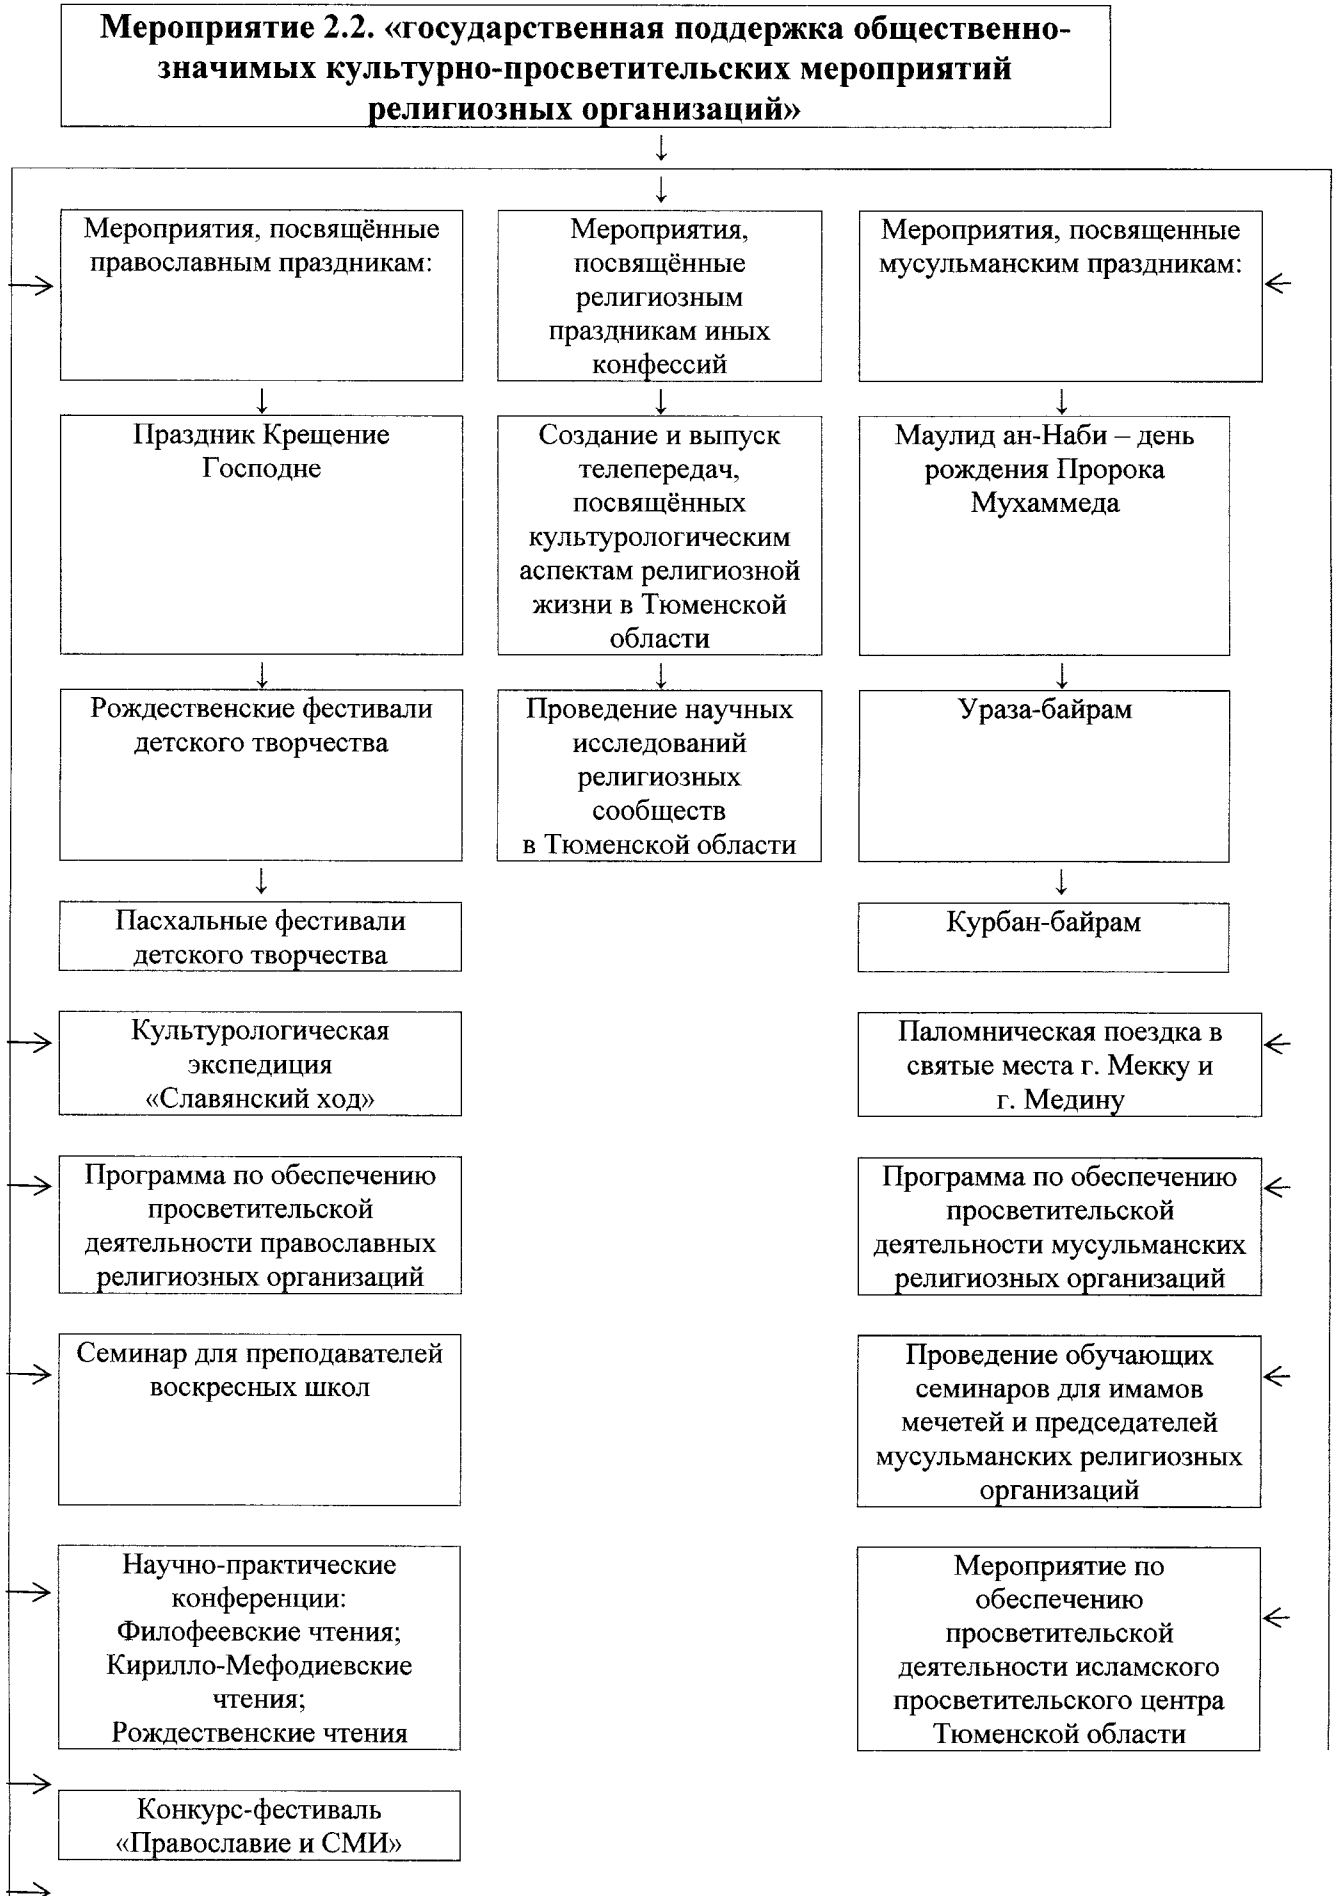 Мероприятие 2.2. «государственная поддержка общественно-
значимых культурно-просветительских мероприятий
религиозных организаций»
Мероприятия, посвящённые
православным праздникам:
Мероприятия,
посвящённые
религиозным
праздникам иных
конфессий
Мероприятия, посвященные
мусульманским праздникам:
Праздник Крещение
Господне
Создание и выпуск
телепередач,
посвящённых
культурологическим
аспектам религиозной
жизни в Тюменской
области
Маулид ан-Наби – день
рождения Пророка
Мухаммеда
Рождественские фестивали
детского творчества
Проведение научных
исследований
религиозных
сообществ
в Тюменской области
Ураза-байрам
Пасхальные фестивали
детского творчества
Курбан-байрам
Культурологическая
экспедиция
«Славянский ход»
Паломническая поездка в
святые места г. Мекку и
г. Медину
Программа по обеспечению
просветительской
деятельности православных
религиозных организаций
Программа по обеспечению
просветительской
деятельности мусульманских
религиозных организаций
Семинар для преподавателей
воскресных школ
Проведение обучающих
семинаров для имамов
мечетей и председателей
мусульманских религиозных
организаций
Научно-практические
конференции:
Филофеевские чтения;
Кирилло-Мефодиевские
чтения;
Рождественские чтения
Мероприятие по
обеспечению
просветительской
деятельности исламского
просветительского центра
Тюменской области
Конкурс-фестиваль
«Православие и СМИ»